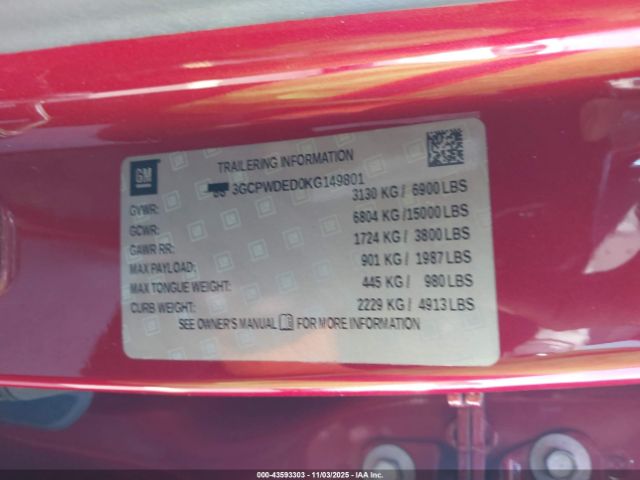 GM
TRAILERING INFORMATION
3GCPWDED0KG149801
GVWR: 3130 KG / 6900 LBS
GCWR: 6804 KG / 15000 LBS
GAWR RR: 1724 KG / 3800 LBS
MAX PAYLOAD: 901 KG / 1987 LBS
MAX TONGUE WEIGHT: 445 KG / 980 LBS
CURB WEIGHT: 2229 KG / 4913 LBS
SEE OWNER'S MANUAL FOR MORE INFORMATION
000-43593303 - 11/03/2025 - IAAI.COM